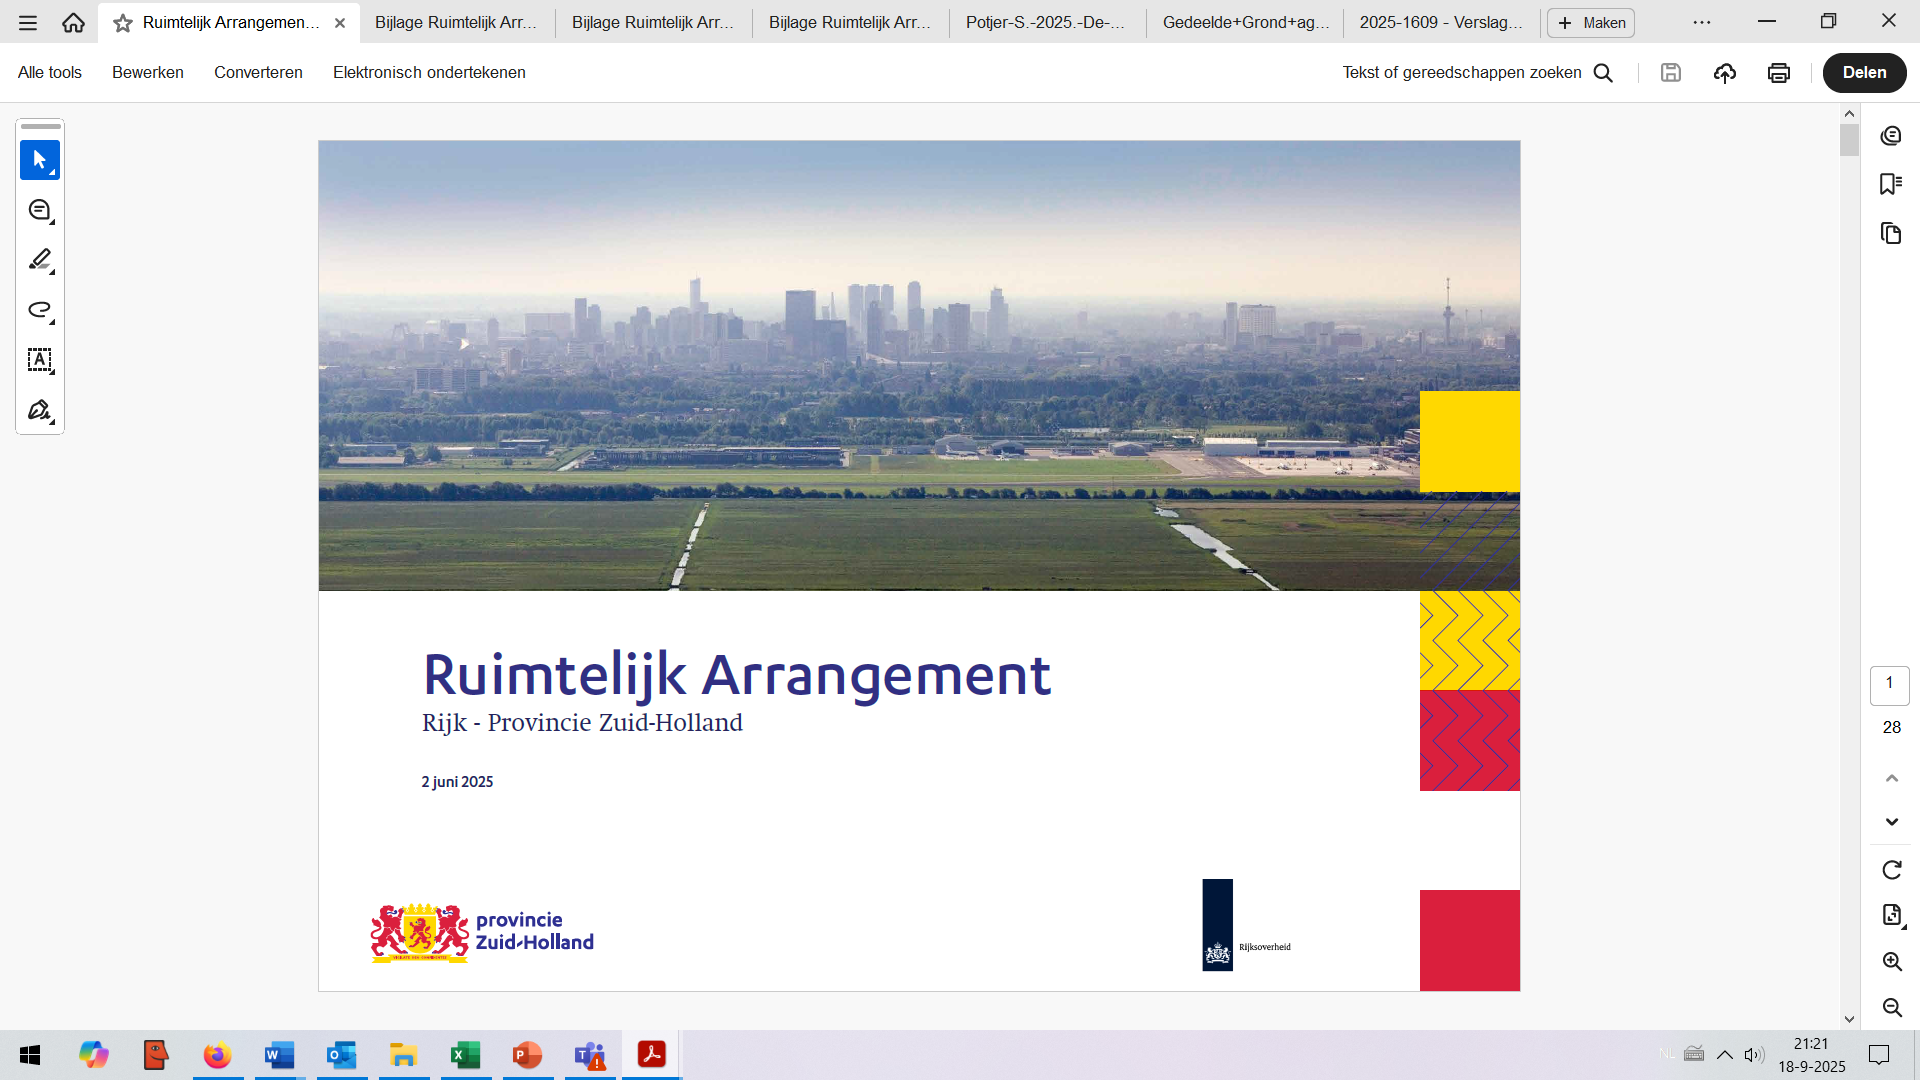 Ruimtelijk Arrangemen...
Bijlage Ruimtelijk Arr...
Bijlage Ruimtelijk Arr...
Bijlage Ruimtelijk Arr...
Potjer-S.-2025.-De-...
Gedeelde+Grond+ag...
2025-1609 - Verslag...
Maken
Alle tools
Bewerken
Converteren
Elektronisch ondertekenen
Tekst of gereedschappen zoeken
Delen
Ruimtelijk Arrangement
Rijk - Provincie Zuid-Holland
2 juni 2025
provincie
Zuid-Holland
Rijksoverheid
1
28
NL
21:21
18-9-2025